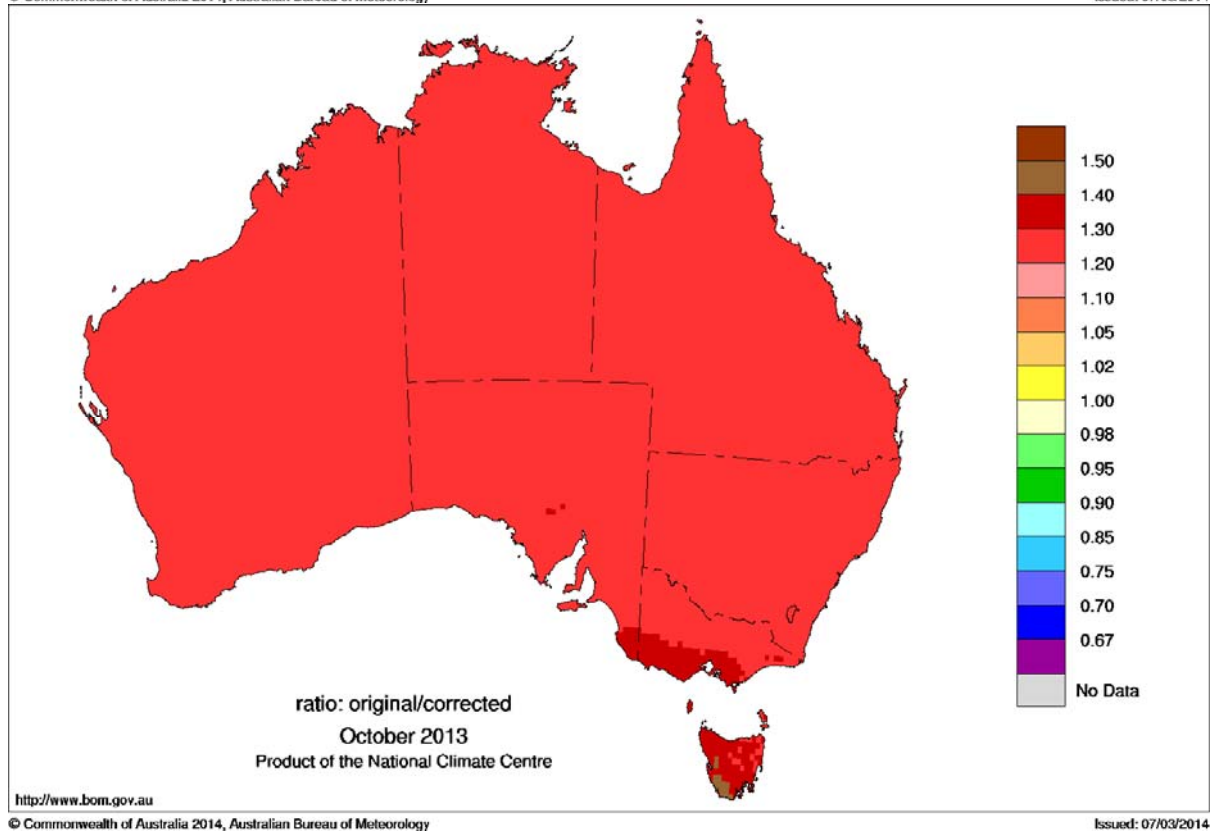 1.50
1.40
1.30
1.20
1.10
1.05
1.02
1.00
0.98
0.95
0.90
0.85
0.75
0.70
0.67
No Data
ratio: original/corrected
October 2013
Product of the National Climate Centre
http://www.bom.gov.au
© Commonwealth of Australia 2014, Australian Bureau of Meteorology
Issued: 07/03/2014